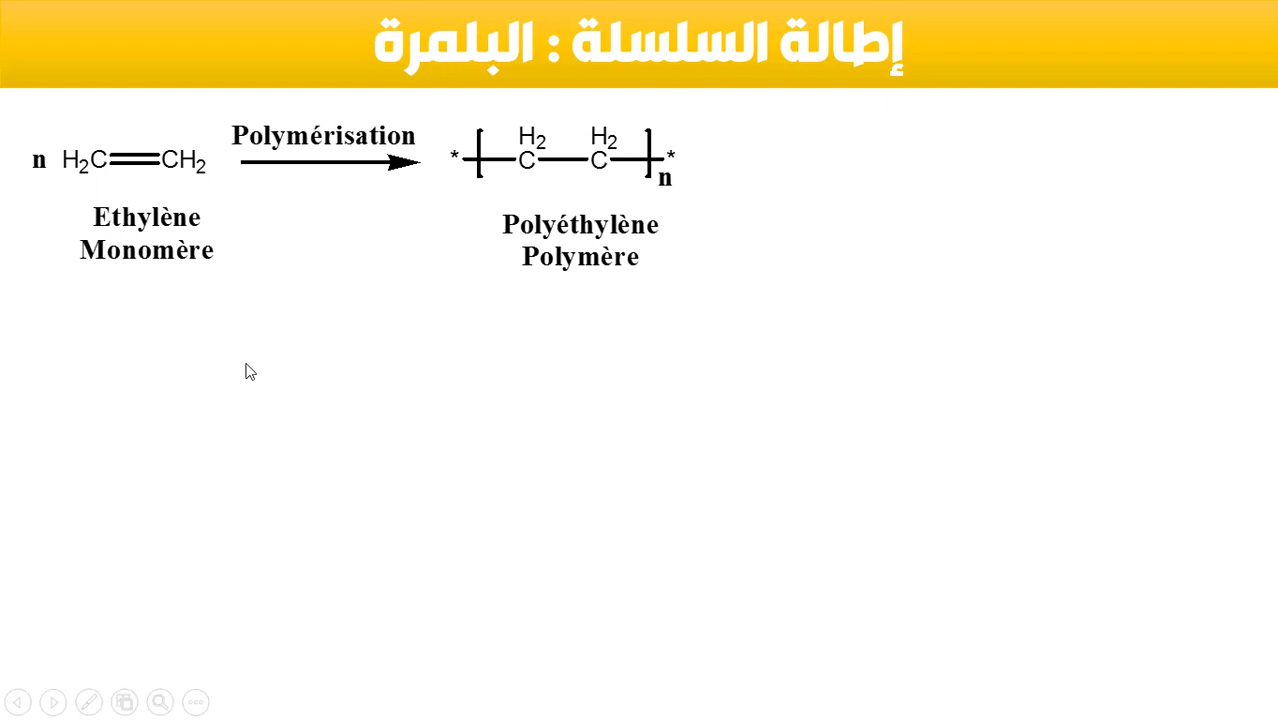 إطالة السلسلة : البلمرة
n H2C=CH2 Polymérisation * [ H2C-CH2 ] n *
Ethylène
Monomère
Polyéthylène
Polymère